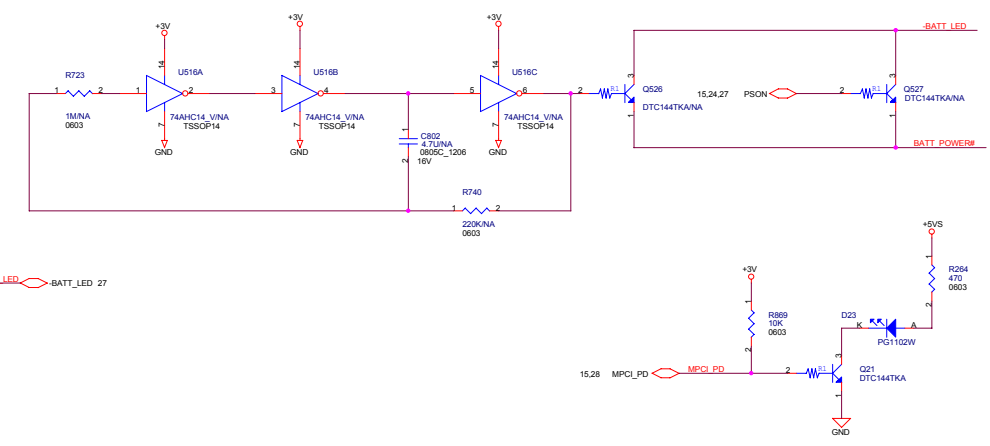 +3V
+3V
+3V
-BATT_LED
14
14
14
3
3
R723
U516A
U516B
U516C
Q526
Q527
1
2
1
2
3
4
5
6
2
R1
15,24,27
PSON
2
R1
DTC144TKA/NA
DTC144TKA/NA
1M/NA
0603
74AHC14_V/NA
TSSOP14
74AHC14_V/NA
TSSOP14
74AHC14_V/NA
TSSOP14
7
7
7
1
1
GND
GND
GND
1
C802
4.7U/NA
0805C_1206
16V
2
BATT_POWER#
R740
1
2
220K/NA
0603
+5VS
LED
-BATT_LED 27
+3V
1
R264
470
0603
2
1
R869
10K
0603
2
D23
K
A
PG1102W
3
15,28
MPCI_PD
MPCI_PD
2
R1
Q21
DTC144TKA
1
GND